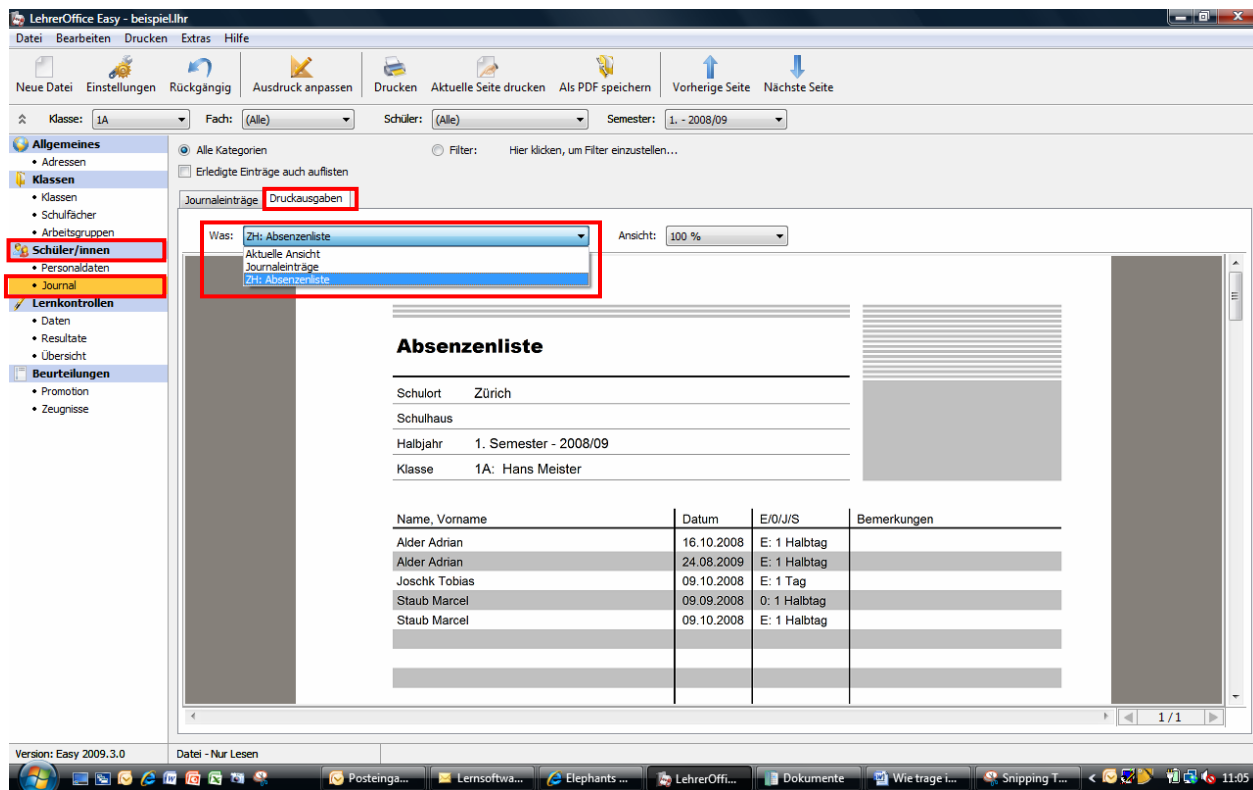 LehrerOffice Easy - beispiel.lhr
Datei Bearbeiten Drucken Extras Hilfe
Neue Datei Einstellungen Rückgängig Ausdruck anpassen Drucken Aktuelle Seite drucken Als PDF speichern Vorherige Seite Nächste Seite
Klasse: 1A Fach: (Alle) Schüler: (Alle) Semester: 1. - 2008/09
Allgemeines
• Adressen
Klassen
• Klassen
• Schulfächer
• Arbeitsgruppen
Schüler/innen
• Personaldaten
• Journal
Lernkontrollen
• Daten
• Resultate
• Übersicht
Beurteilungen
• Promotion
• Zeugnisse
Alle Kategorien Filter: Hier klicken, um Filter einzustellen...
Erledigte Einträge auch auflisten
Journaleinträge Druckausgaben
Was: ZH: Absenzenliste Ansicht: 100 %
Aktuelle Ansicht
Journaleinträge
ZH: Absenzenliste
Absenzenliste
Schulort Zürich
Schulhaus
Halbjahr 1. Semester - 2008/09
Klasse 1A: Hans Meister
Name, Vorname Datum E/0/J/S Bemerkungen
Alder Adrian 16.10.2008 E: 1 Halbtag
Alder Adrian 24.08.2009 E: 1 Halbtag
Joschk Tobias 09.10.2008 E: 1 Tag
Staub Marcel 09.09.2008 0: 1 Halbtag
Staub Marcel 09.10.2008 E: 1 Halbtag
1 / 1
Version: Easy 2009.3.0 Datei - Nur Lesen
Posteinga... Lernsoftwa... Elephants ... LehrerOffi... Dokumente Wie trage i... Snipping T... 11:05